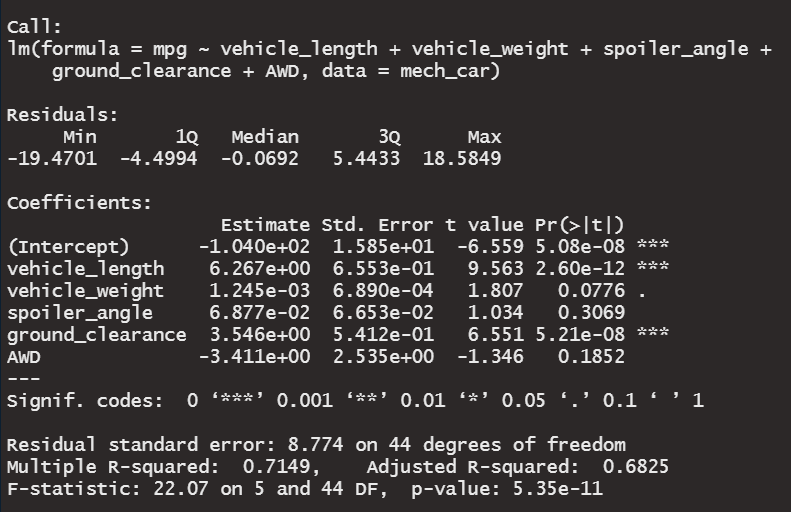 Call:
lm(formula = mpg ~ vehicle_length + vehicle_weight + spoiler_angle +
    ground_clearance + AWD, data = mech_car)

Residuals:
     Min       1Q   Median       3Q      Max
-19.4701  -4.4994  -0.0692   5.4433  18.5849

Coefficients:
                   Estimate Std. Error t value Pr(>|t|)
(Intercept)      -1.040e+02  1.585e+01  -6.559 5.08e-08 ***
vehicle_length    6.267e+00  6.553e-01   9.563 2.60e-12 ***
vehicle_weight    1.245e-03  6.890e-04   1.807   0.0776 .
spoiler_angle     6.877e-02  6.653e-02   1.034   0.3069
ground_clearance  3.546e+00  5.412e-01   6.551 5.21e-08 ***
AWD              -3.411e+00  2.535e+00  -1.346   0.1852
---
Signif. codes:  0 ‘***’ 0.001 ‘**’ 0.01 ‘*’ 0.05 ‘.’ 0.1 ‘ ’ 1

Residual standard error: 8.774 on 44 degrees of freedom
Multiple R-squared:  0.7149,    Adjusted R-squared:  0.6825
F-statistic: 22.07 on 5 and 44 DF,  p-value: 5.35e-11